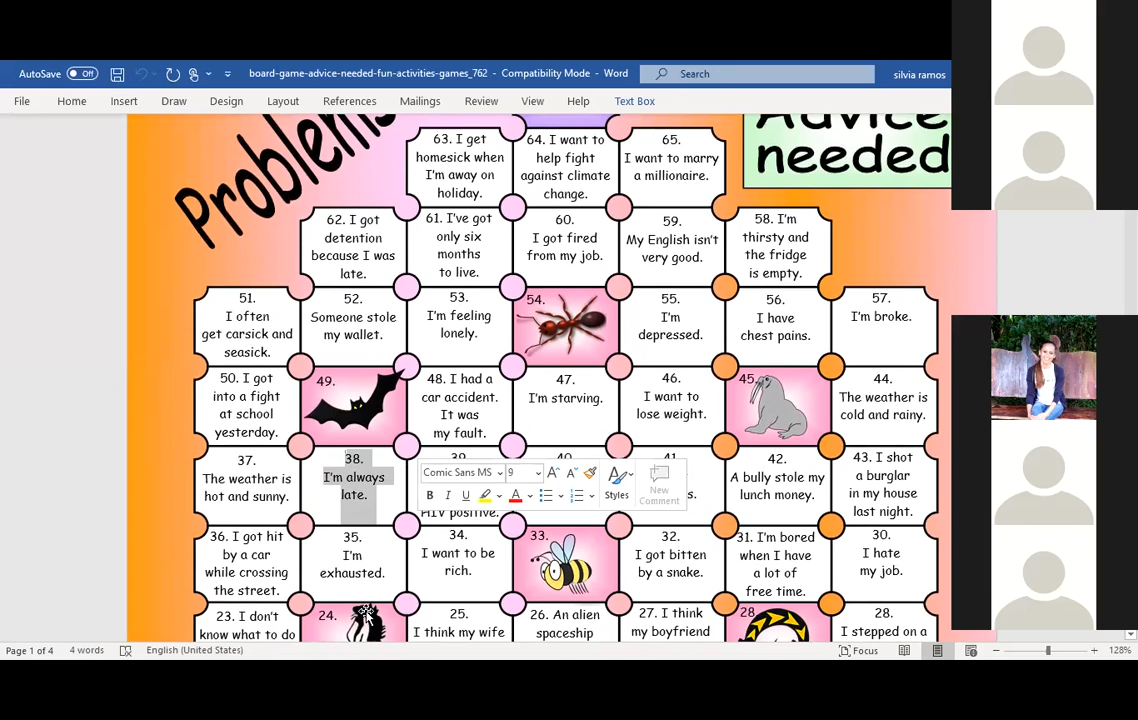 AutoSave Off board-game-advice-needed-fun-activities-games_762 - Compatibility Mode - Word Search silvia ramos
File Home Insert Draw Design Layout References Mailings Review View Help Text Box
Problems
Advice
needed
63. I get
homesick when
I'm away on
holiday.
64. I want to
help fight
against climate
change.
65.
I want to marry
a millionaire.
62. I got
detention
because I was
late.
61. I've got
only six
months
to live.
60.
I got fired
from my job.
59.
My English isn't
very good.
58. I'm
thirsty and
the fridge
is empty.
51.
I often
get carsick and
seasick.
52.
Someone stole
my wallet.
53.
I'm feeling
lonely.
54.
55.
I'm
depressed.
56.
I have
chest pains.
57.
I'm broke.
50. I got
into a fight
at school
yesterday.
49.
48. I had a
car accident.
It was
my fault.
47.
I'm starving.
46.
I want to
lose weight.
45.
44.
The weather is
cold and rainy.
37.
The weather is
hot and sunny.
38.
I'm always
late.
HIV positive.
42.
A bully stole my
lunch money.
43. I shot
a burglar
in my house
last night.
Comic Sans MS 9
B I U A Styles New
Comment
36. I got hit
by a car
while crossing
the street.
35.
I'm
exhausted.
34.
I want to be
rich.
33.
32.
I got bitten
by a snake.
31. I'm bored
when I have
a lot of
free time.
30.
I hate
my job.
23. I don't
know what to do
24.
25.
I think my wife
26. An alien
spaceship
27. I think
my boyfriend
28
28.
I stepped on a
Page 1 of 4 4 words English (United States) Focus 128%